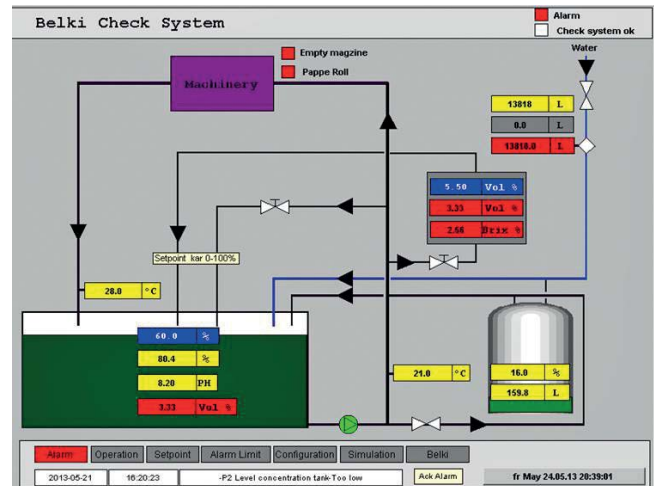 Belki Check System
Alarm
Check system ok
Empty magzine
Pappe Roll
Water
Machinery
13818 L
0.0 L
13818.0 L
5.50 Vol %
3.33 Vol %
2.66 Brix %
Setpoint kar 0-100%
28.0 °C
60.0 %
80.4 %
8.20 PH
3.33 Vol %
21.0 °C
16.0 %
159.8 L
Alarm Operation Setpoint Alarm Limit Configuration Simulation Belki
2013-05-21 16:20:23 -P2 Level concentration tank-Too low Ack Alarm fr May 24.05.13 20:39:01